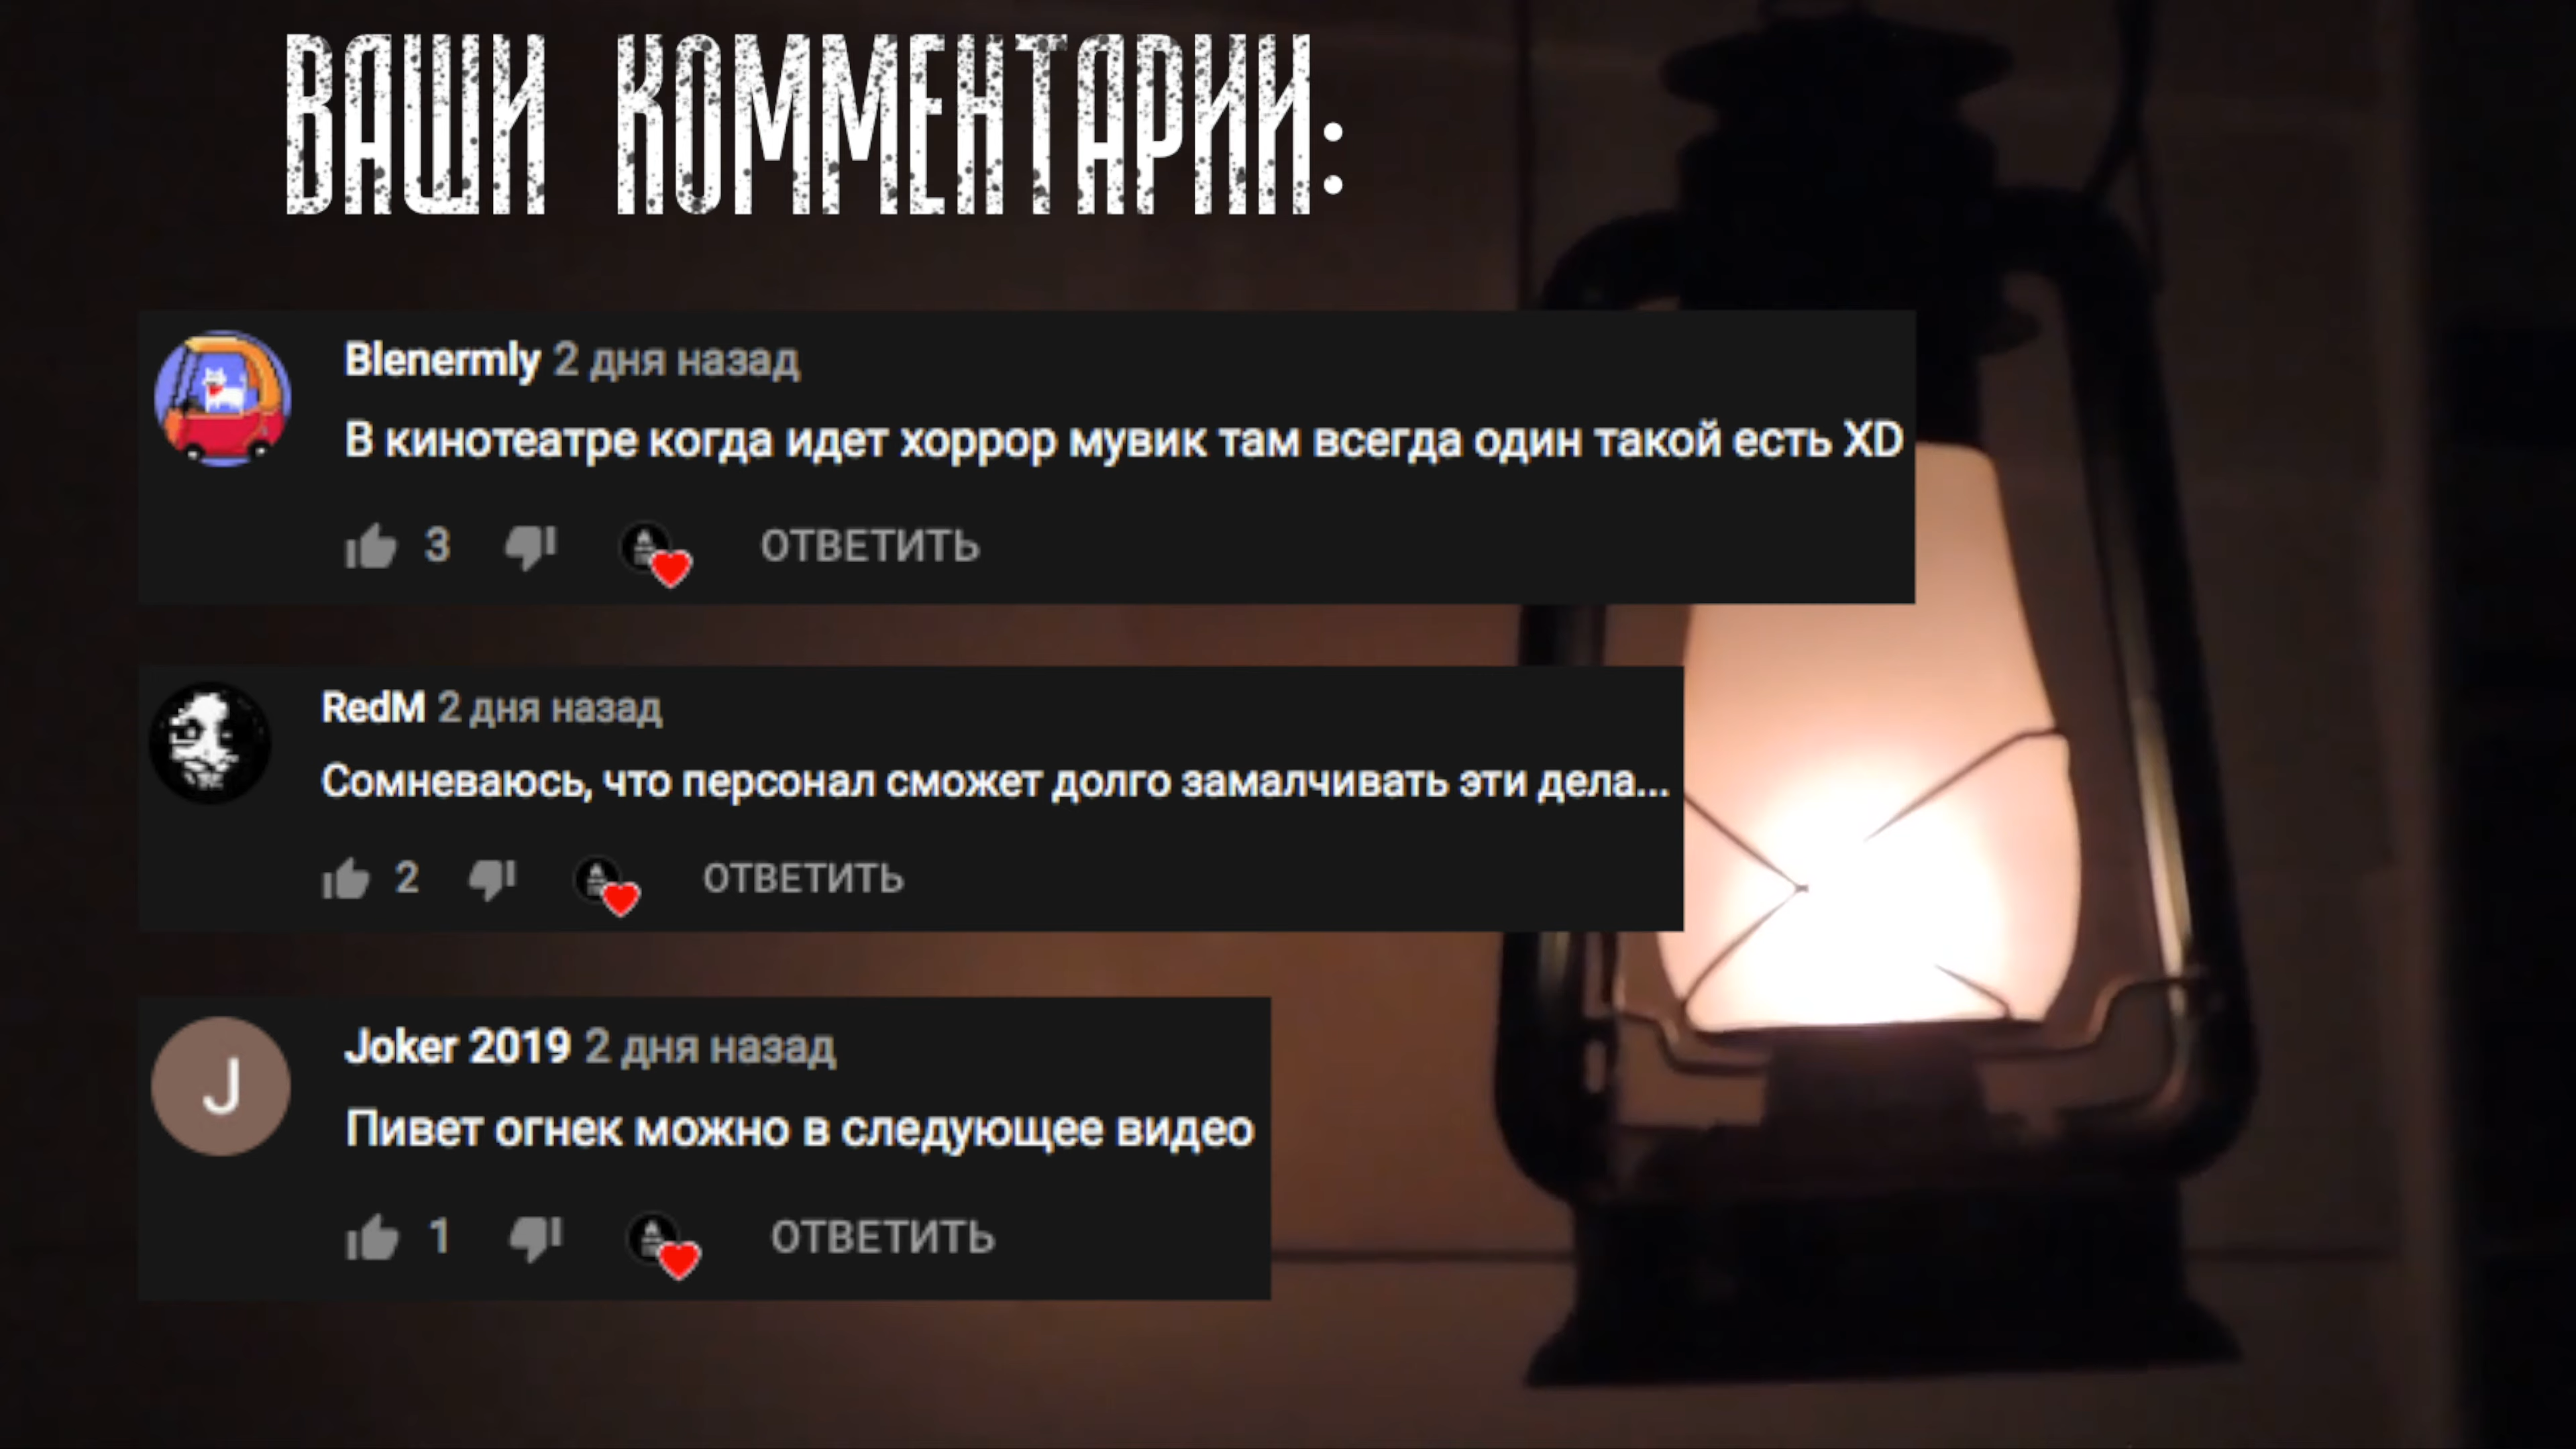 ВАШИ КОММЕНТАРИИ:
Blenermly 2 дня назад
В кинотеатре когда идет хоррор мувик там всегда один такой есть XD
3 ОТВЕТИТЬ
RedM 2 дня назад
Сомневаюсь, что персонал сможет долго замалчивать эти дела...
2 ОТВЕТИТЬ
J
Joker 2019 2 дня назад
Пивет огнек можно в следующее видео
1 ОТВЕТИТЬ